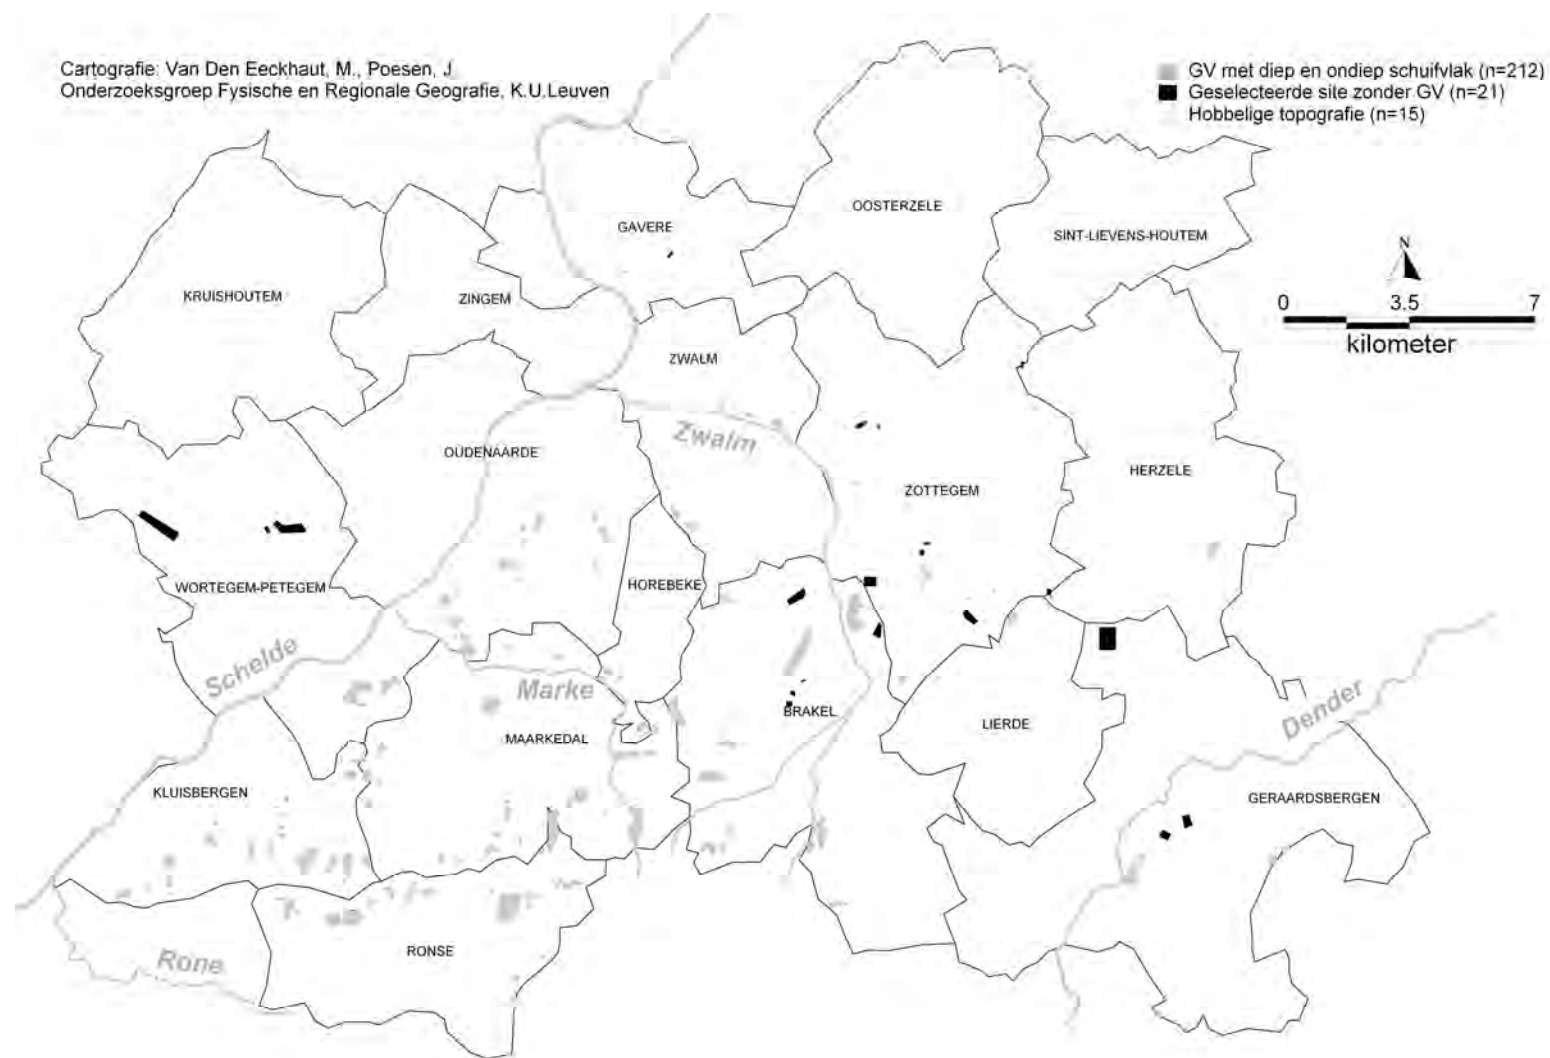 Cartografie: Van Den Eeckhaut, M., Poesen, J
Onderzoeksgroep Fysische en Regionale Geografie, K.U.Leuven
GV met diep en ondiep schuifvlak (n=212)
Geselecteerde site zonder GV (n=21)
Hobbelige topografie (n=15)
OOSTERZELE
GAVERE
SINT-LIEVENS-HOUTEM
N
KRUISHOUTEM
ZINGEM
0 3.5 7
kilometer
ZWALM
Zwalm
OUDENAARDE
HERZELE
ZOTTEGEM
WORTEGEM-PETEGEM
HOREBEKE
Schelde
Marke
BRAKEL
LIERDE
Dender
MAARKEDAL
KLUISBERGEN
GERAARDSBERGEN
RONSE
Rone